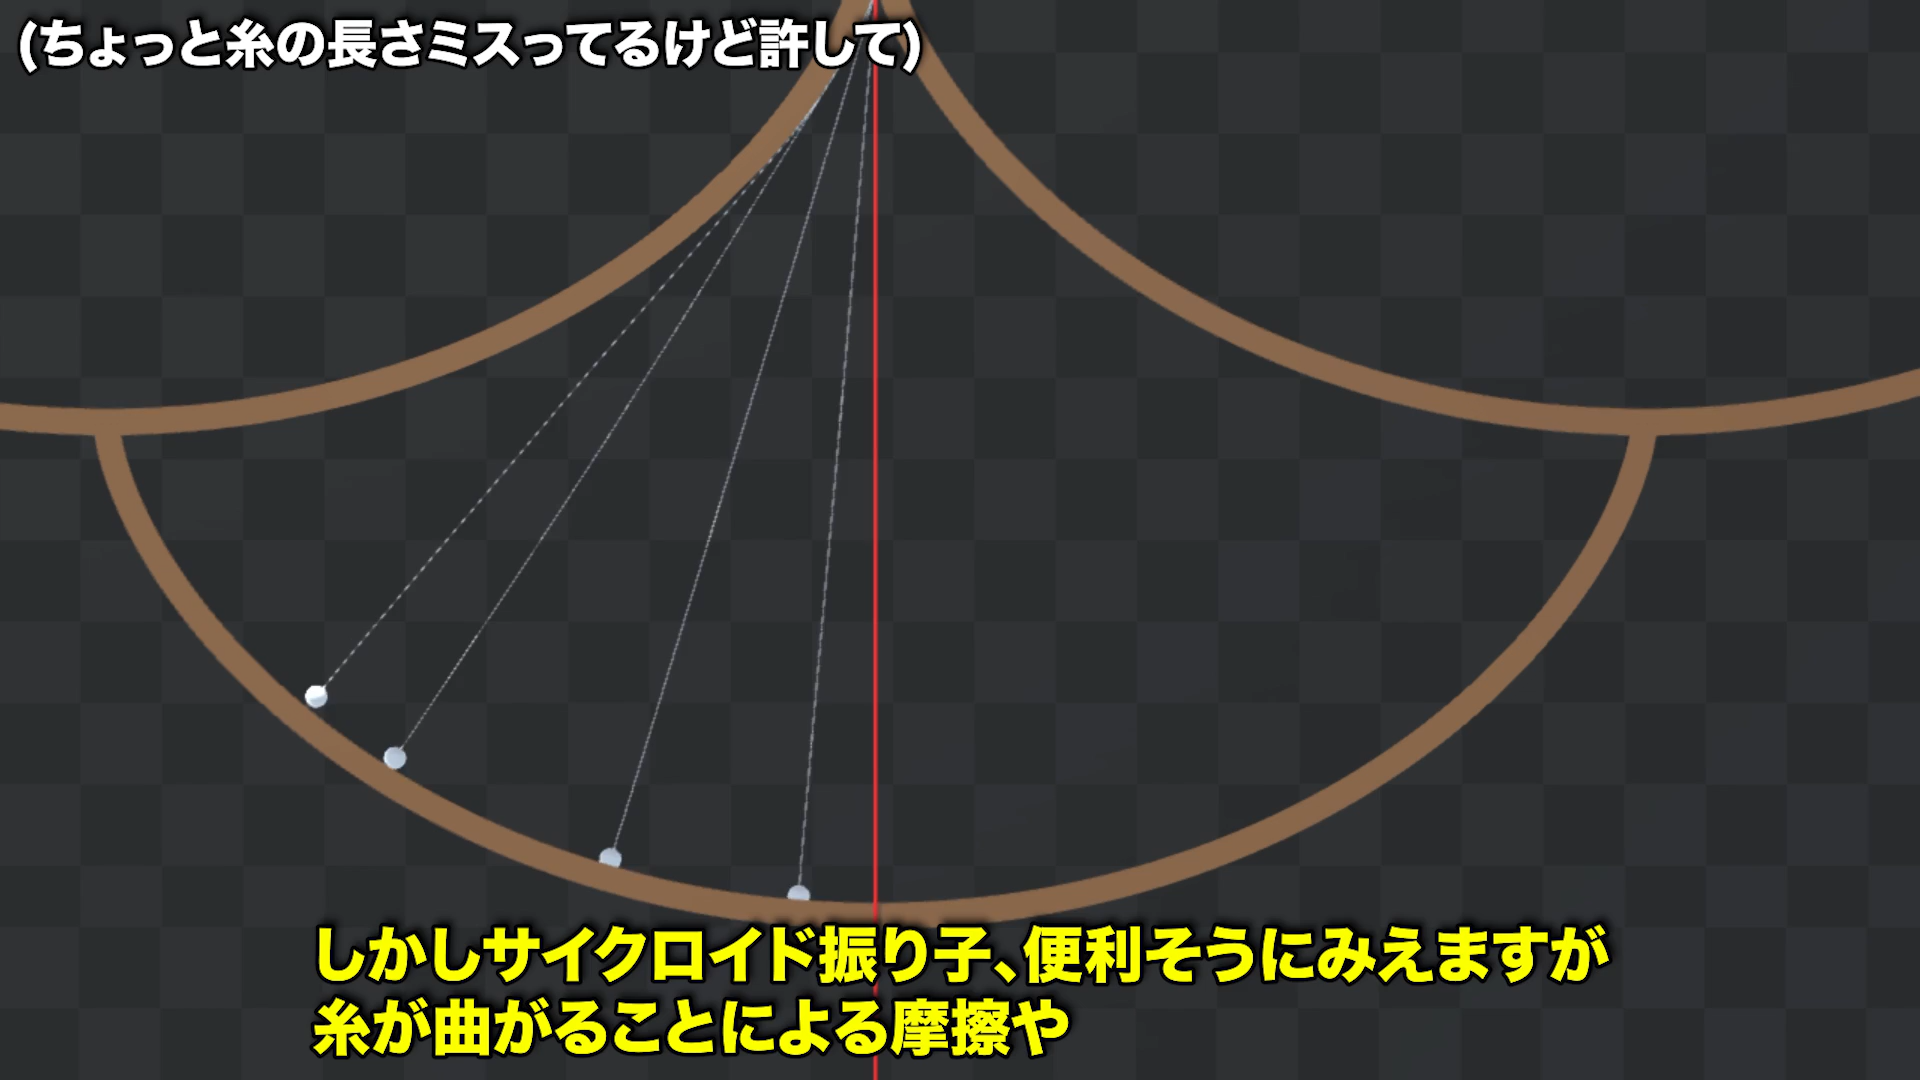 (ちょっと糸の長さミスってるけど許して)
しかしサイクロイド振り子、便利そうにみえますが
糸が曲がることによる摩擦や